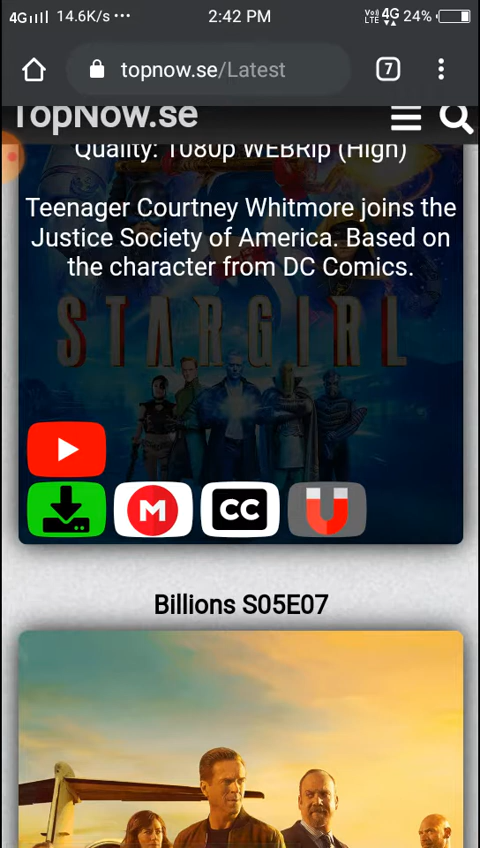 4G 14.6K/s ••• 2:42 PM VoD LTE 4G 24%
topnow.se/Latest 7
TopNow.se
Quality: 1080p WEBRip (High)
Teenager Courtney Whitmore joins the
Justice Society of America. Based on
the character from DC Comics.
STARGIRL
M CC
Billions S05E07